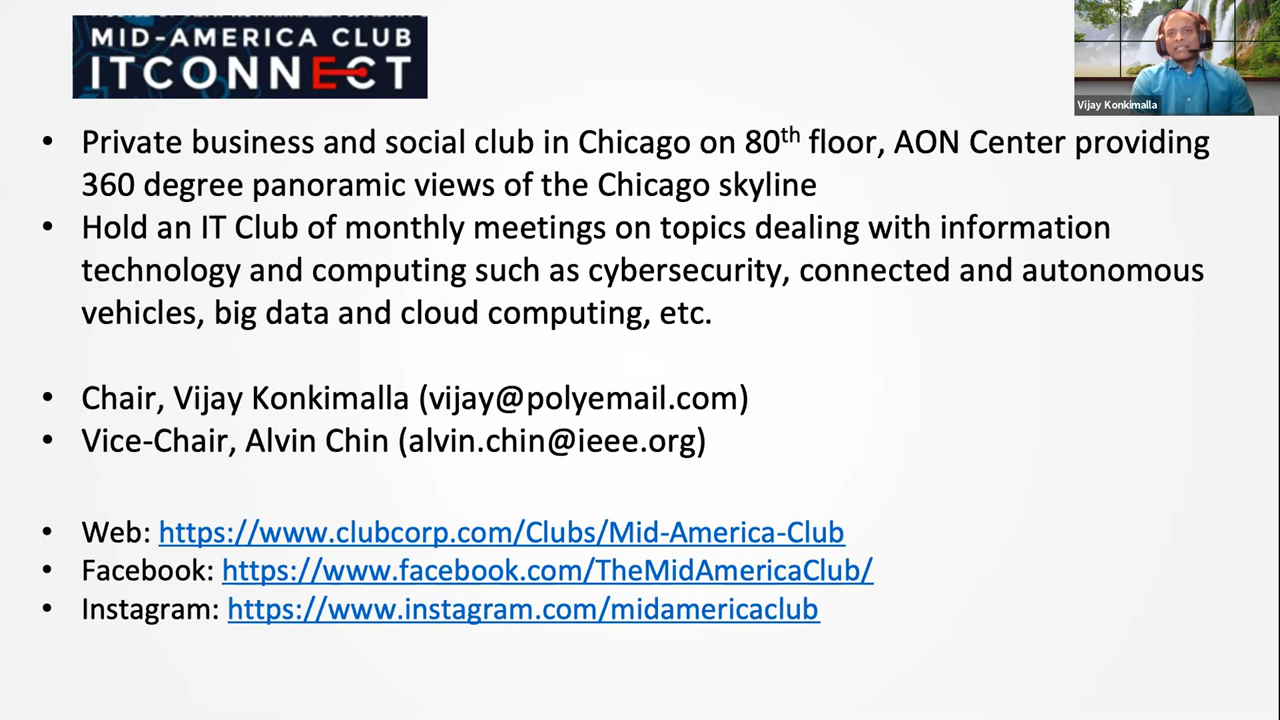 MID-AMERICA CLUB
ITCONNECT
Vijay Konkimalla
• Private business and social club in Chicago on 80th floor, AON Center providing
360 degree panoramic views of the Chicago skyline
• Hold an IT Club of monthly meetings on topics dealing with information
technology and computing such as cybersecurity, connected and autonomous
vehicles, big data and cloud computing, etc.
• Chair, Vijay Konkimalla (vijay@polyemail.com)
• Vice-Chair, Alvin Chin (alvin.chin@ieee.org)
• Web: https://www.clubcorp.com/Clubs/Mid-America-Club
• Facebook: https://www.facebook.com/TheMidAmericaClub/
• Instagram: https://www.instagram.com/midamericaclub